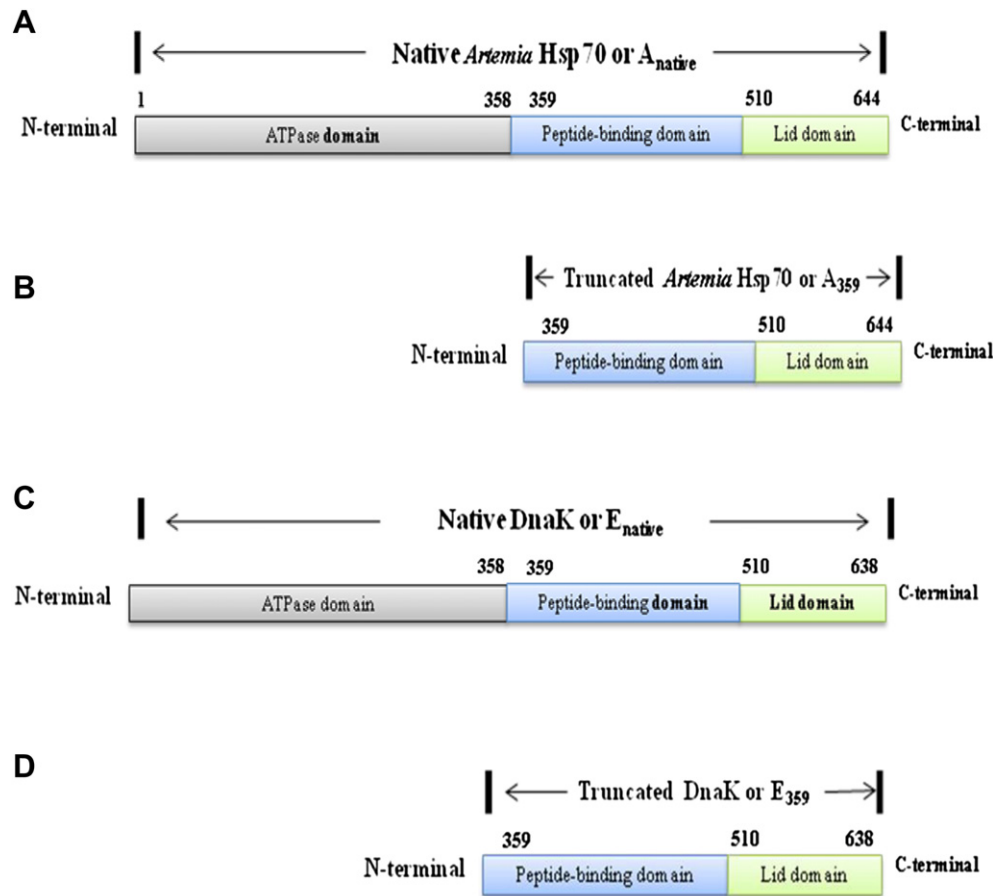 A
Native Artemia Hsp 70 or Anative
1 358 359 510 644
N-terminal ATPase domain Peptide-binding domain Lid domain C-terminal
B
Truncated Artemia Hsp 70 or A359
359 510 644
N-terminal Peptide-binding domain Lid domain C-terminal
C
Native DnaK or Enative
358 359 510 638
N-terminal ATPase domain Peptide-binding domain Lid domain C-terminal
D
Truncated DnaK or E359
359 510 638
N-terminal Peptide-binding domain Lid domain C-terminal